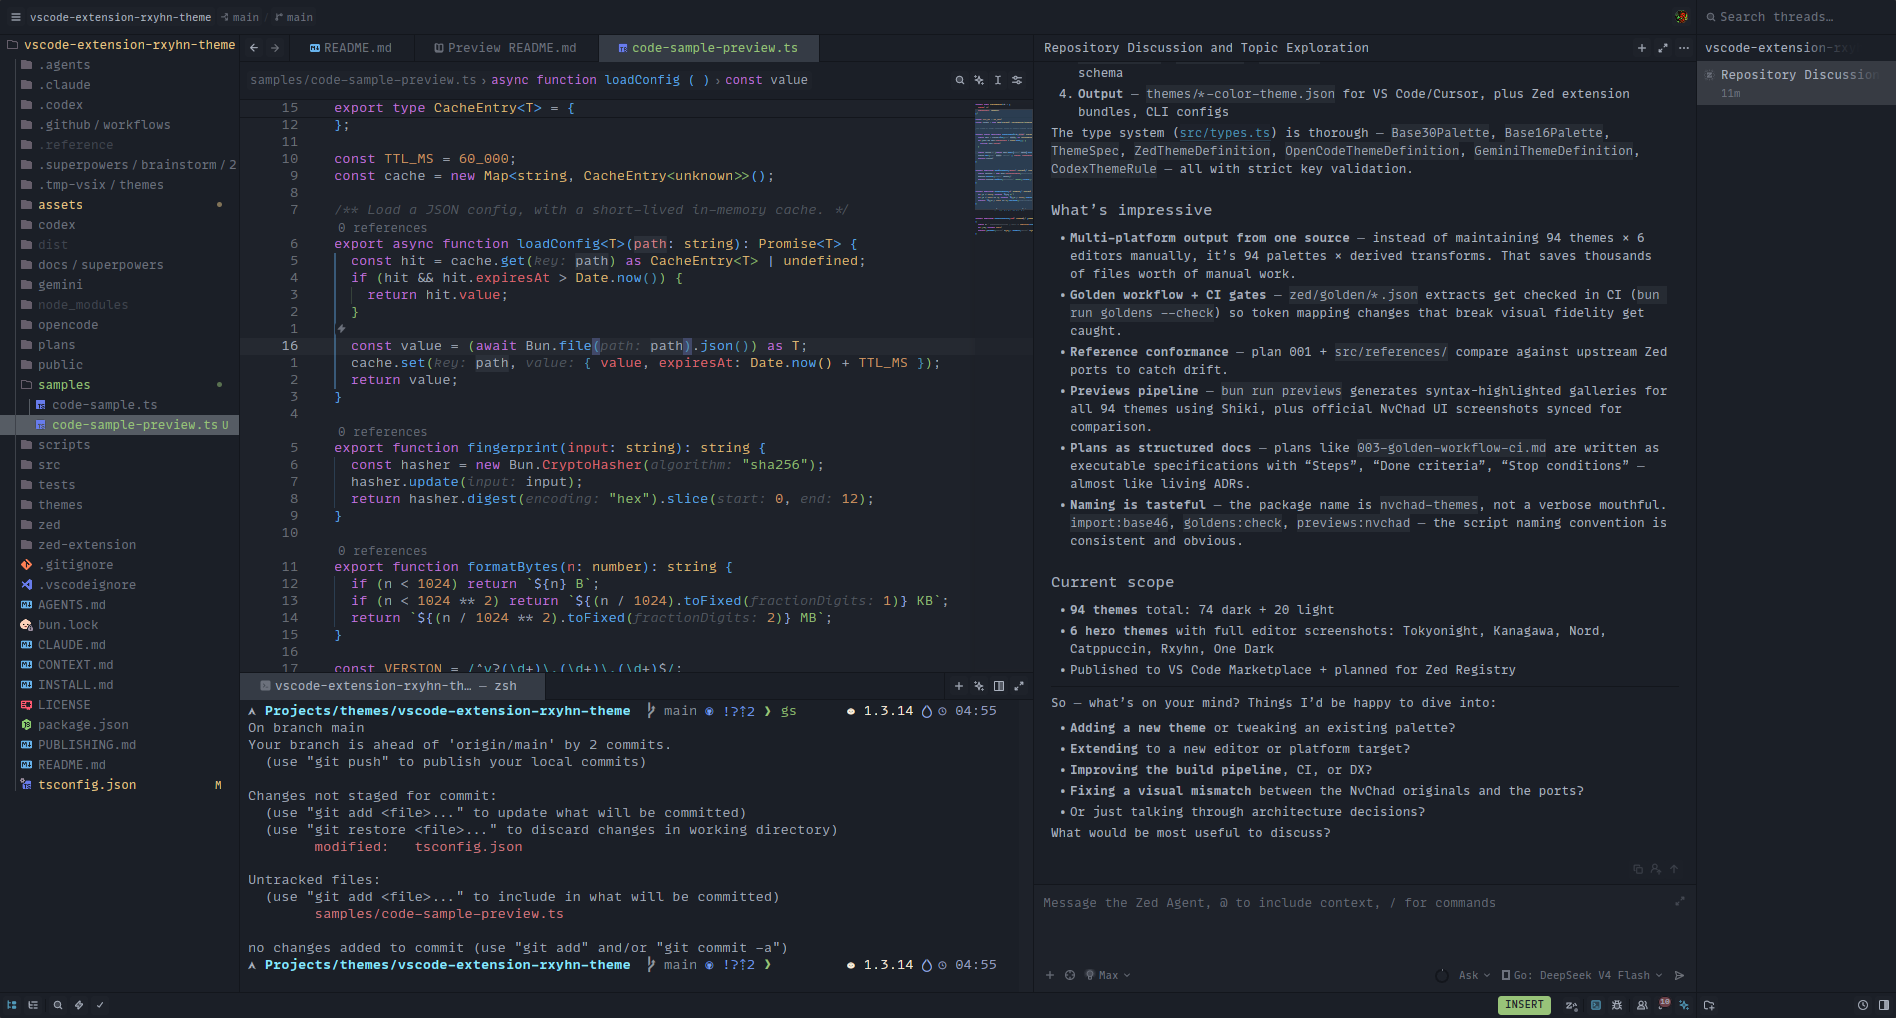 vscode-extension-rxyhn-theme main / main
Search threads…
vscode-extension-rxyhn-theme
.agents
.claude
.codex
.github / workflows
.reference
.superpowers / brainstorm / 2
.tmp-vsix / themes
assets
codex
dist
docs / superpowers
gemini
node_modules
opencode
plans
public
samples
code-sample.ts
code-sample-preview.ts U
scripts
src
tests
themes
zed
zed-extension
.gitignore
.vscodeignore
AGENTS.md
bun.lock
CLAUDE.md
CONTEXT.md
INSTALL.md
LICENSE
package.json
PUBLISHING.md
README.md
tsconfig.json M
README.md
Preview README.md
code-sample-preview.ts
samples/code-sample-preview.ts › async function loadConfig ( ) › const value
15 export type CacheEntry<T> = {
12 };
11
10 const TTL_MS = 60_000;
9 const cache = new Map<string, CacheEntry<unknown>>();
8
7 /** Load a JSON config, with a short-lived in-memory cache. */
0 references
6 export async function loadConfig<T>(path: string): Promise<T> {
5 const hit = cache.get(key: path) as CacheEntry<T> | undefined;
4 if (hit && hit.expiresAt > Date.now()) {
3 return hit.value;
2 }
1
16 const value = (await Bun.file(path: path).json()) as T;
1 cache.set(key: path, value: { value, expiresAt: Date.now() + TTL_MS });
2 return value;
3 }
4
0 references
5 export function fingerprint(input: string): string {
6 const hasher = new Bun.CryptoHasher(algorithm: "sha256");
7 hasher.update(input: input);
8 return hasher.digest(encoding: "hex").slice(start: 0, end: 12);
9 }
10
0 references
11 export function formatBytes(n: number): string {
12 if (n < 1024) return `${n} B`;
13 if (n < 1024 ** 2) return `${(n / 1024).toFixed(fractionDigits: 1)} KB`;
14 return `${(n / 1024 ** 2).toFixed(fractionDigits: 2)} MB`;
15 }
16
17 const VERSION = /^v?(\d+)\.(\d+)\.(\d+)$/;
vscode-extension-rxyhn-th… — zsh
Projects/themes/vscode-extension-rxyhn-theme main !?⇡2 ❯ gs 1.3.14 04:55
On branch main
Your branch is ahead of 'origin/main' by 2 commits.
(use "git push" to publish your local commits)
Changes not staged for commit:
(use "git add <file>..." to update what will be committed)
(use "git restore <file>..." to discard changes in working directory)
modified: tsconfig.json
Untracked files:
(use "git add <file>..." to include in what will be committed)
samples/code-sample-preview.ts
no changes added to commit (use "git add" and/or "git commit -a")
Projects/themes/vscode-extension-rxyhn-theme main !?⇡2 ❯ 1.3.14 04:55
Repository Discussion and Topic Exploration
schema
4. Output — themes/*-color-theme.json for VS Code/Cursor, plus Zed extension
bundles, CLI configs
The type system (src/types.ts) is thorough — Base30Palette, Base16Palette,
ThemeSpec, ZedThemeDefinition, OpenCodeThemeDefinition, GeminiThemeDefinition,
CodexThemeRule — all with strict key validation.
What's impressive
• Multi-platform output from one source — instead of maintaining 94 themes × 6
editors manually, it's 94 palettes × derived transforms. That saves thousands
of files worth of manual work.
• Golden workflow + CI gates — zed/golden/*.json extracts get checked in CI (bun
run goldens --check) so token mapping changes that break visual fidelity get
caught.
• Reference conformance — plan 001 + src/references/ compare against upstream Zed
ports to catch drift.
• Previews pipeline — bun run previews generates syntax-highlighted galleries for
all 94 themes using Shiki, plus official NvChad UI screenshots synced for
comparison.
• Plans as structured docs — plans like 003-golden-workflow-ci.md are written as
executable specifications with “Steps”, “Done criteria”, “Stop conditions” —
almost like living ADRs.
• Naming is tasteful — the package name is nvchad-themes, not a verbose mouthful.
import:base46, goldens:check, previews:nvchad — the script naming convention is
consistent and obvious.
Current scope
• 94 themes total: 74 dark + 20 light
• 6 hero themes with full editor screenshots: Tokyonight, Kanagawa, Nord,
Catppuccin, Rxyhn, One Dark
• Published to VS Code Marketplace + planned for Zed Registry
So — what's on your mind? Things I'd be happy to dive into:
• Adding a new theme or tweaking an existing palette?
• Extending to a new editor or platform target?
• Improving the build pipeline, CI, or DX?
• Fixing a visual mismatch between the NvChad originals and the ports?
• Or just talking through architecture decisions?
What would be most useful to discuss?
Message the Zed Agent, @ to include context, / for commands
Max
Ask
Go: DeepSeek V4 Flash
vscode-extension-rx
Repository Discussion
11m
INSERT
10